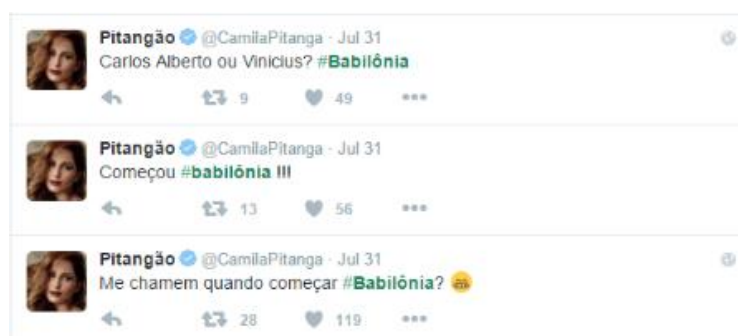 Pitangão @CamilaPitanga · Jul 31
Carlos Alberto ou Vinicius? #Babilônia
9 49
Pitangão @CamilaPitanga · Jul 31
Começou #babilônia !!!
13 56
Pitangão @CamilaPitanga · Jul 31
Me chamem quando começar #Babilônia?
28 119